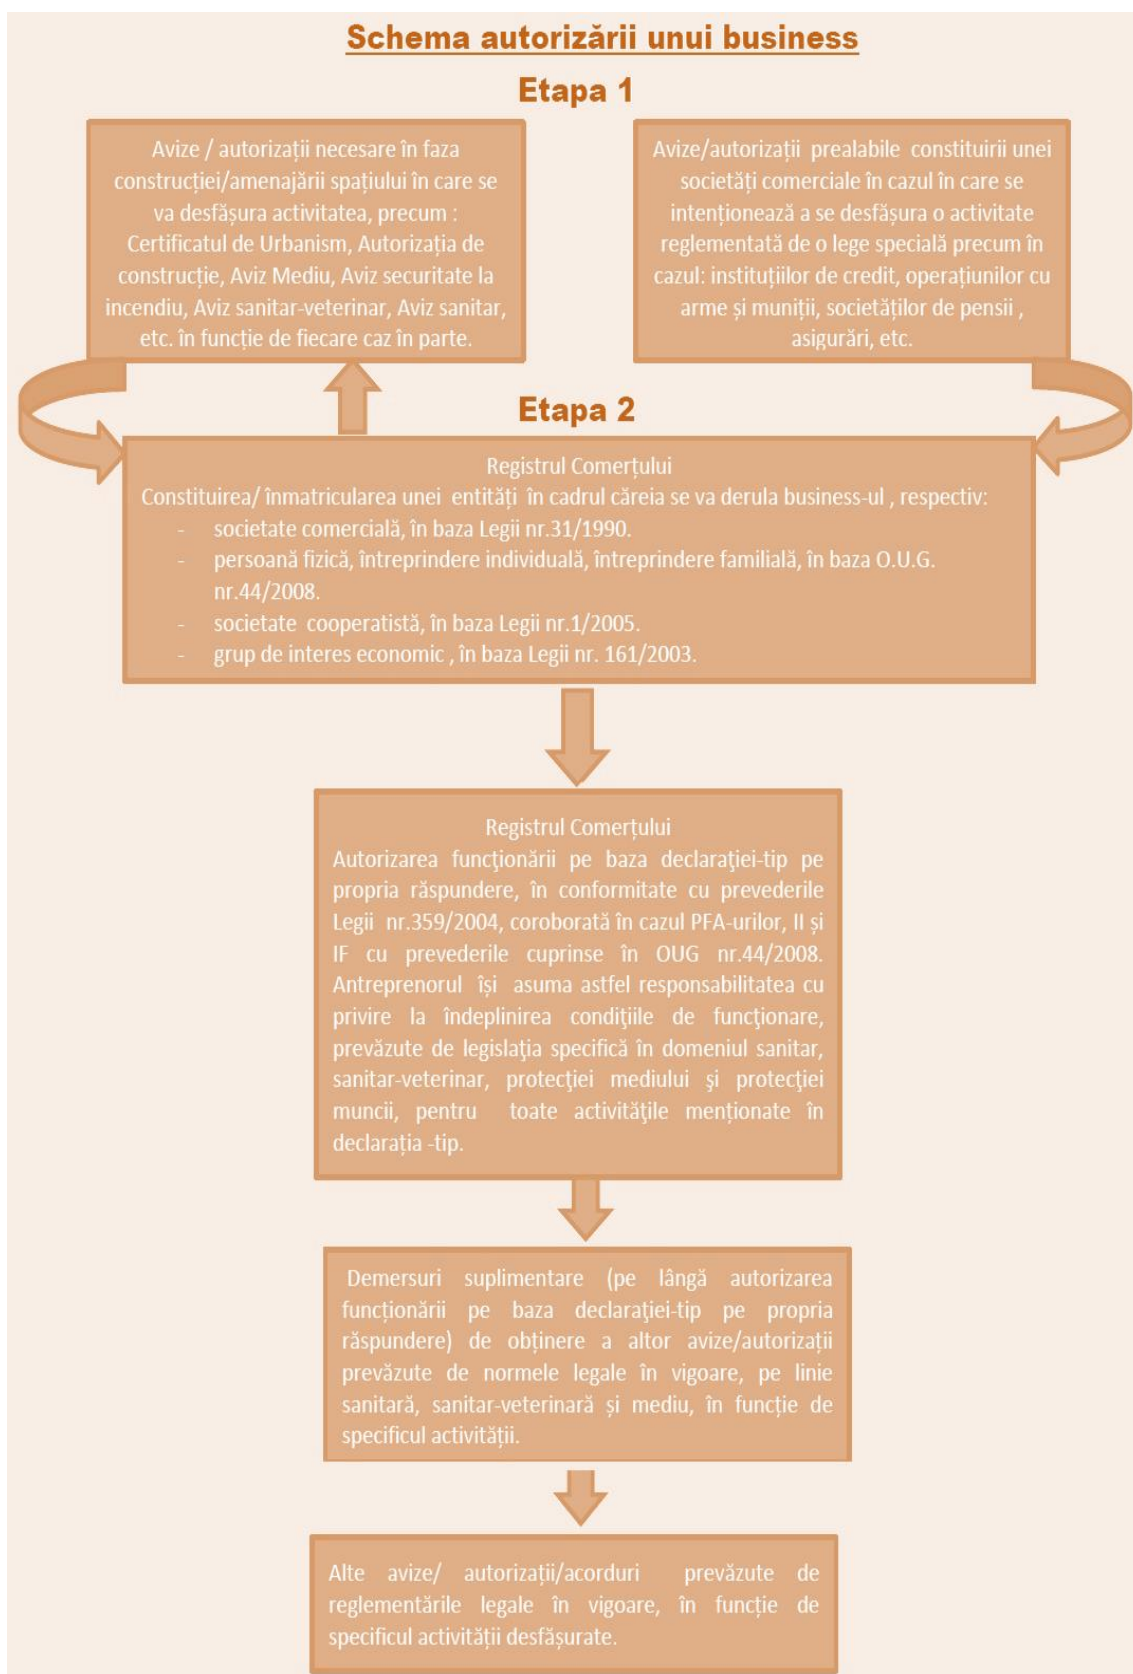 Schema autorizării unui business
Etapa 1
Avize / autorizații necesare în faza
construcției/amenajării spațiului în care se
va desfășura activitatea, precum :
Certificatul de Urbanism, Autorizația de
construcție, Aviz Mediu, Aviz securitate la
incendiu, Aviz sanitar-veterinar, Aviz sanitar,
etc. în funcție de fiecare caz în parte.
Avize/autorizații prealabile constituirii unei
societăți comerciale în cazul în care se
intenționează a se desfășura o activitate
reglementată de o lege specială precum în
cazul: instituțiilor de credit, operațiunilor cu
arme și muniții, societăților de pensii ,
asigurări, etc.
Etapa 2
Registrul Comerțului
Constituirea/ înmatricularea unei entități în cadrul căreia se va derula business-ul , respectiv:
- societate comercială, în baza Legii nr.31/1990.
- persoană fizică, întreprindere individuală, întreprindere familială, în baza O.U.G.
nr.44/2008.
- societate cooperatistă, în baza Legii nr.1/2005.
- grup de interes economic , în baza Legii nr. 161/2003.
Registrul Comerțului
Autorizarea funcţionării pe baza declaraţiei-tip pe
propria răspundere, în conformitate cu prevederile
Legii nr.359/2004, coroborată în cazul PFA-urilor, II și
IF cu prevederile cuprinse în OUG nr.44/2008.
Antreprenorul își asuma astfel responsabilitatea cu
privire la îndeplinirea condiţiile de funcţionare,
prevăzute de legislaţia specifică în domeniul sanitar,
sanitar-veterinar, protecţiei mediului şi protecţiei
muncii, pentru toate activităţile menționate în
declarația -tip.
Demersuri suplimentare (pe lângă autorizarea
funcționării pe baza declaraţiei-tip pe propria
răspundere) de obținere a altor avize/autorizații
prevăzute de normele legale în vigoare, pe linie
sanitară, sanitar-veterinară și mediu, în funcție de
specificul activității.
Alte avize/ autorizații/acorduri prevăzute de
reglementările legale în vigoare, în funcție de
specificul activității desfășurate.